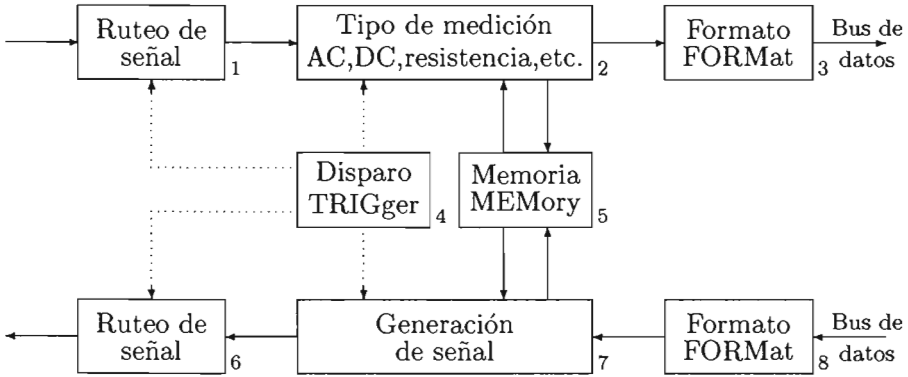 Ruteo de
señal
1
Tipo de medición
AC,DC,resistencia,etc.
2
Formato
FORMat
3
Bus de
datos
Disparo
TRIGger
4
Memoria
MEMory
5
Ruteo de
señal
6
Generación
de señal
7
Formato
FORMat
8
Bus de
datos